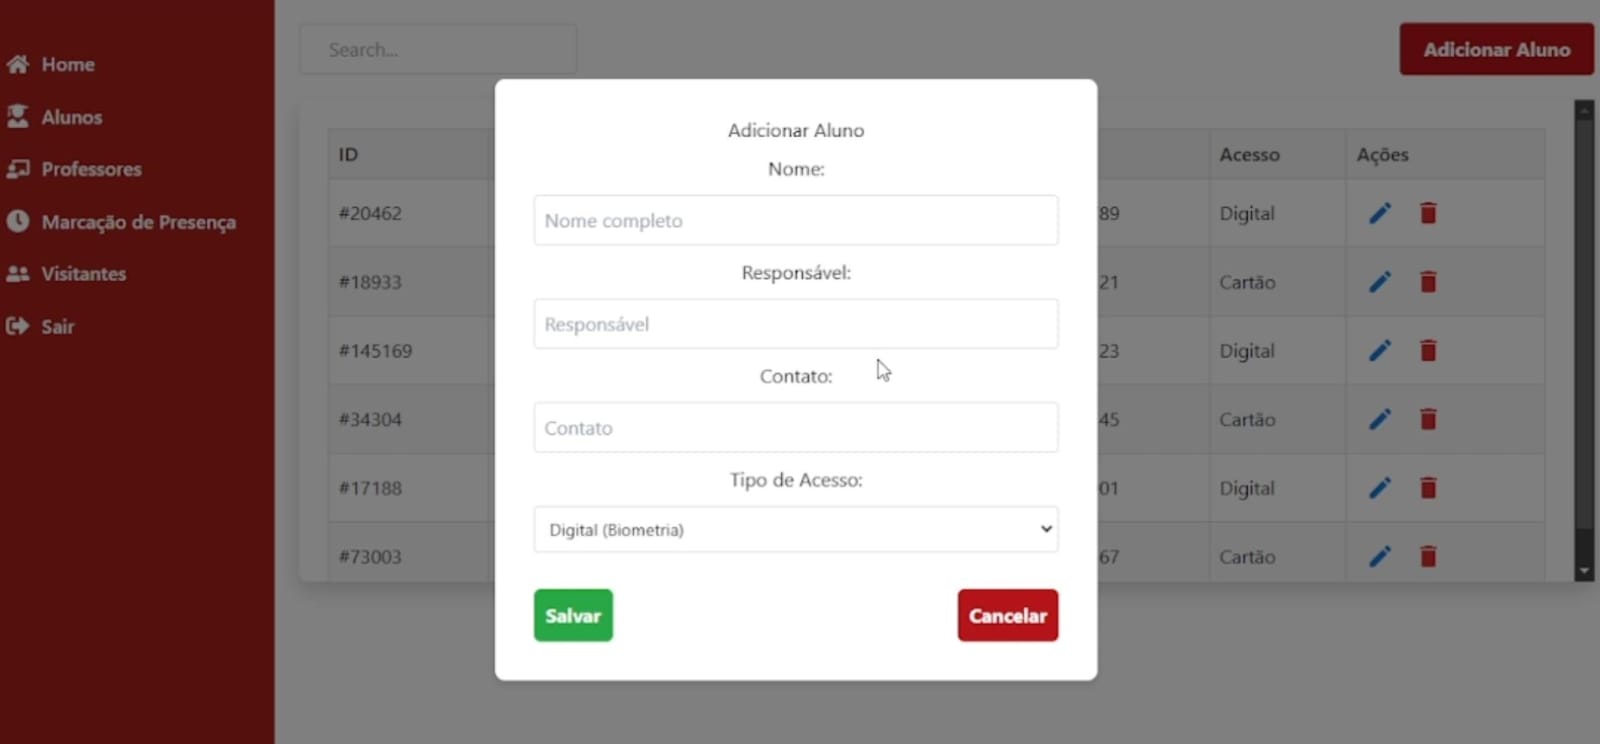 Home
Alunos
Professores
Marcação de Presença
Visitantes
Sair
Search...
Adicionar Aluno
ID
Acesso
Ações
#20462
89
Digital
#18933
21
Cartão
#145169
23
Digital
#34304
45
Cartão
#17188
01
Digital
#73003
67
Cartão
Adicionar Aluno
Nome:
Nome completo
Responsável:
Responsável
Contato:
Contato
Tipo de Acesso:
Digital (Biometria)
Salvar
Cancelar